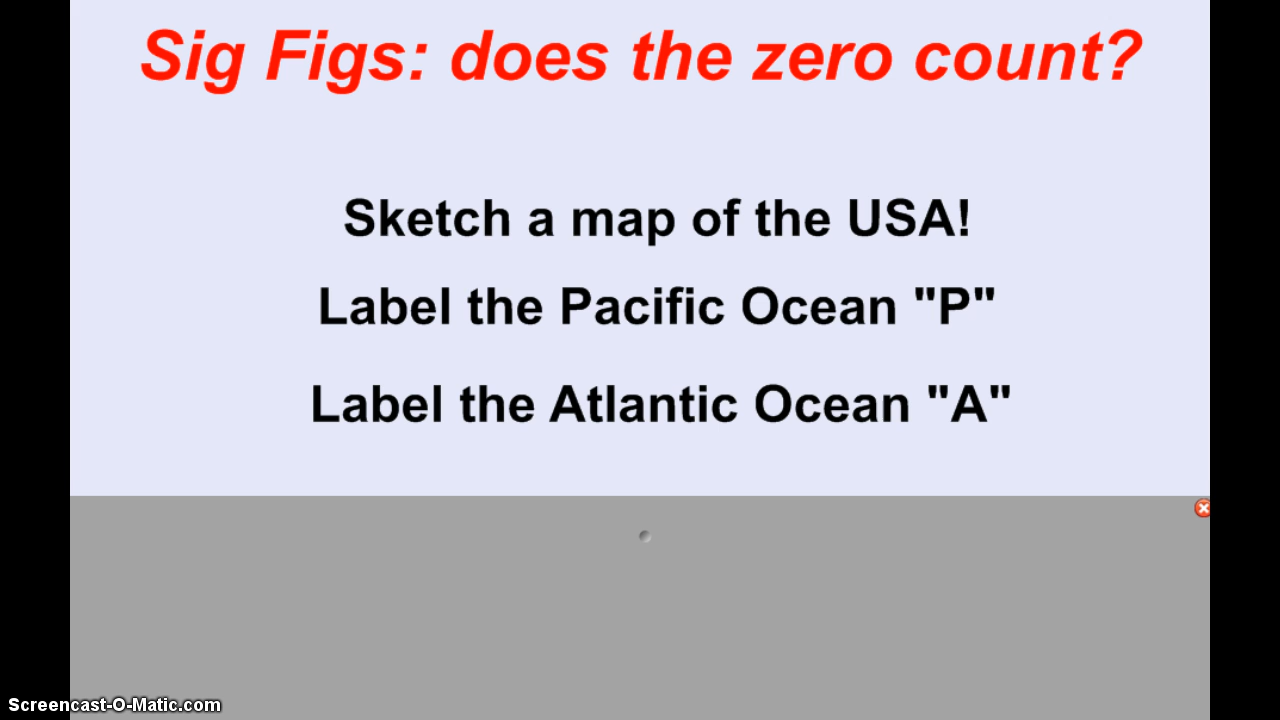 Sig Figs: does the zero count?
Sketch a map of the USA!
Label the Pacific Ocean "P"
Label the Atlantic Ocean "A"
Screencast-O-Matic.com